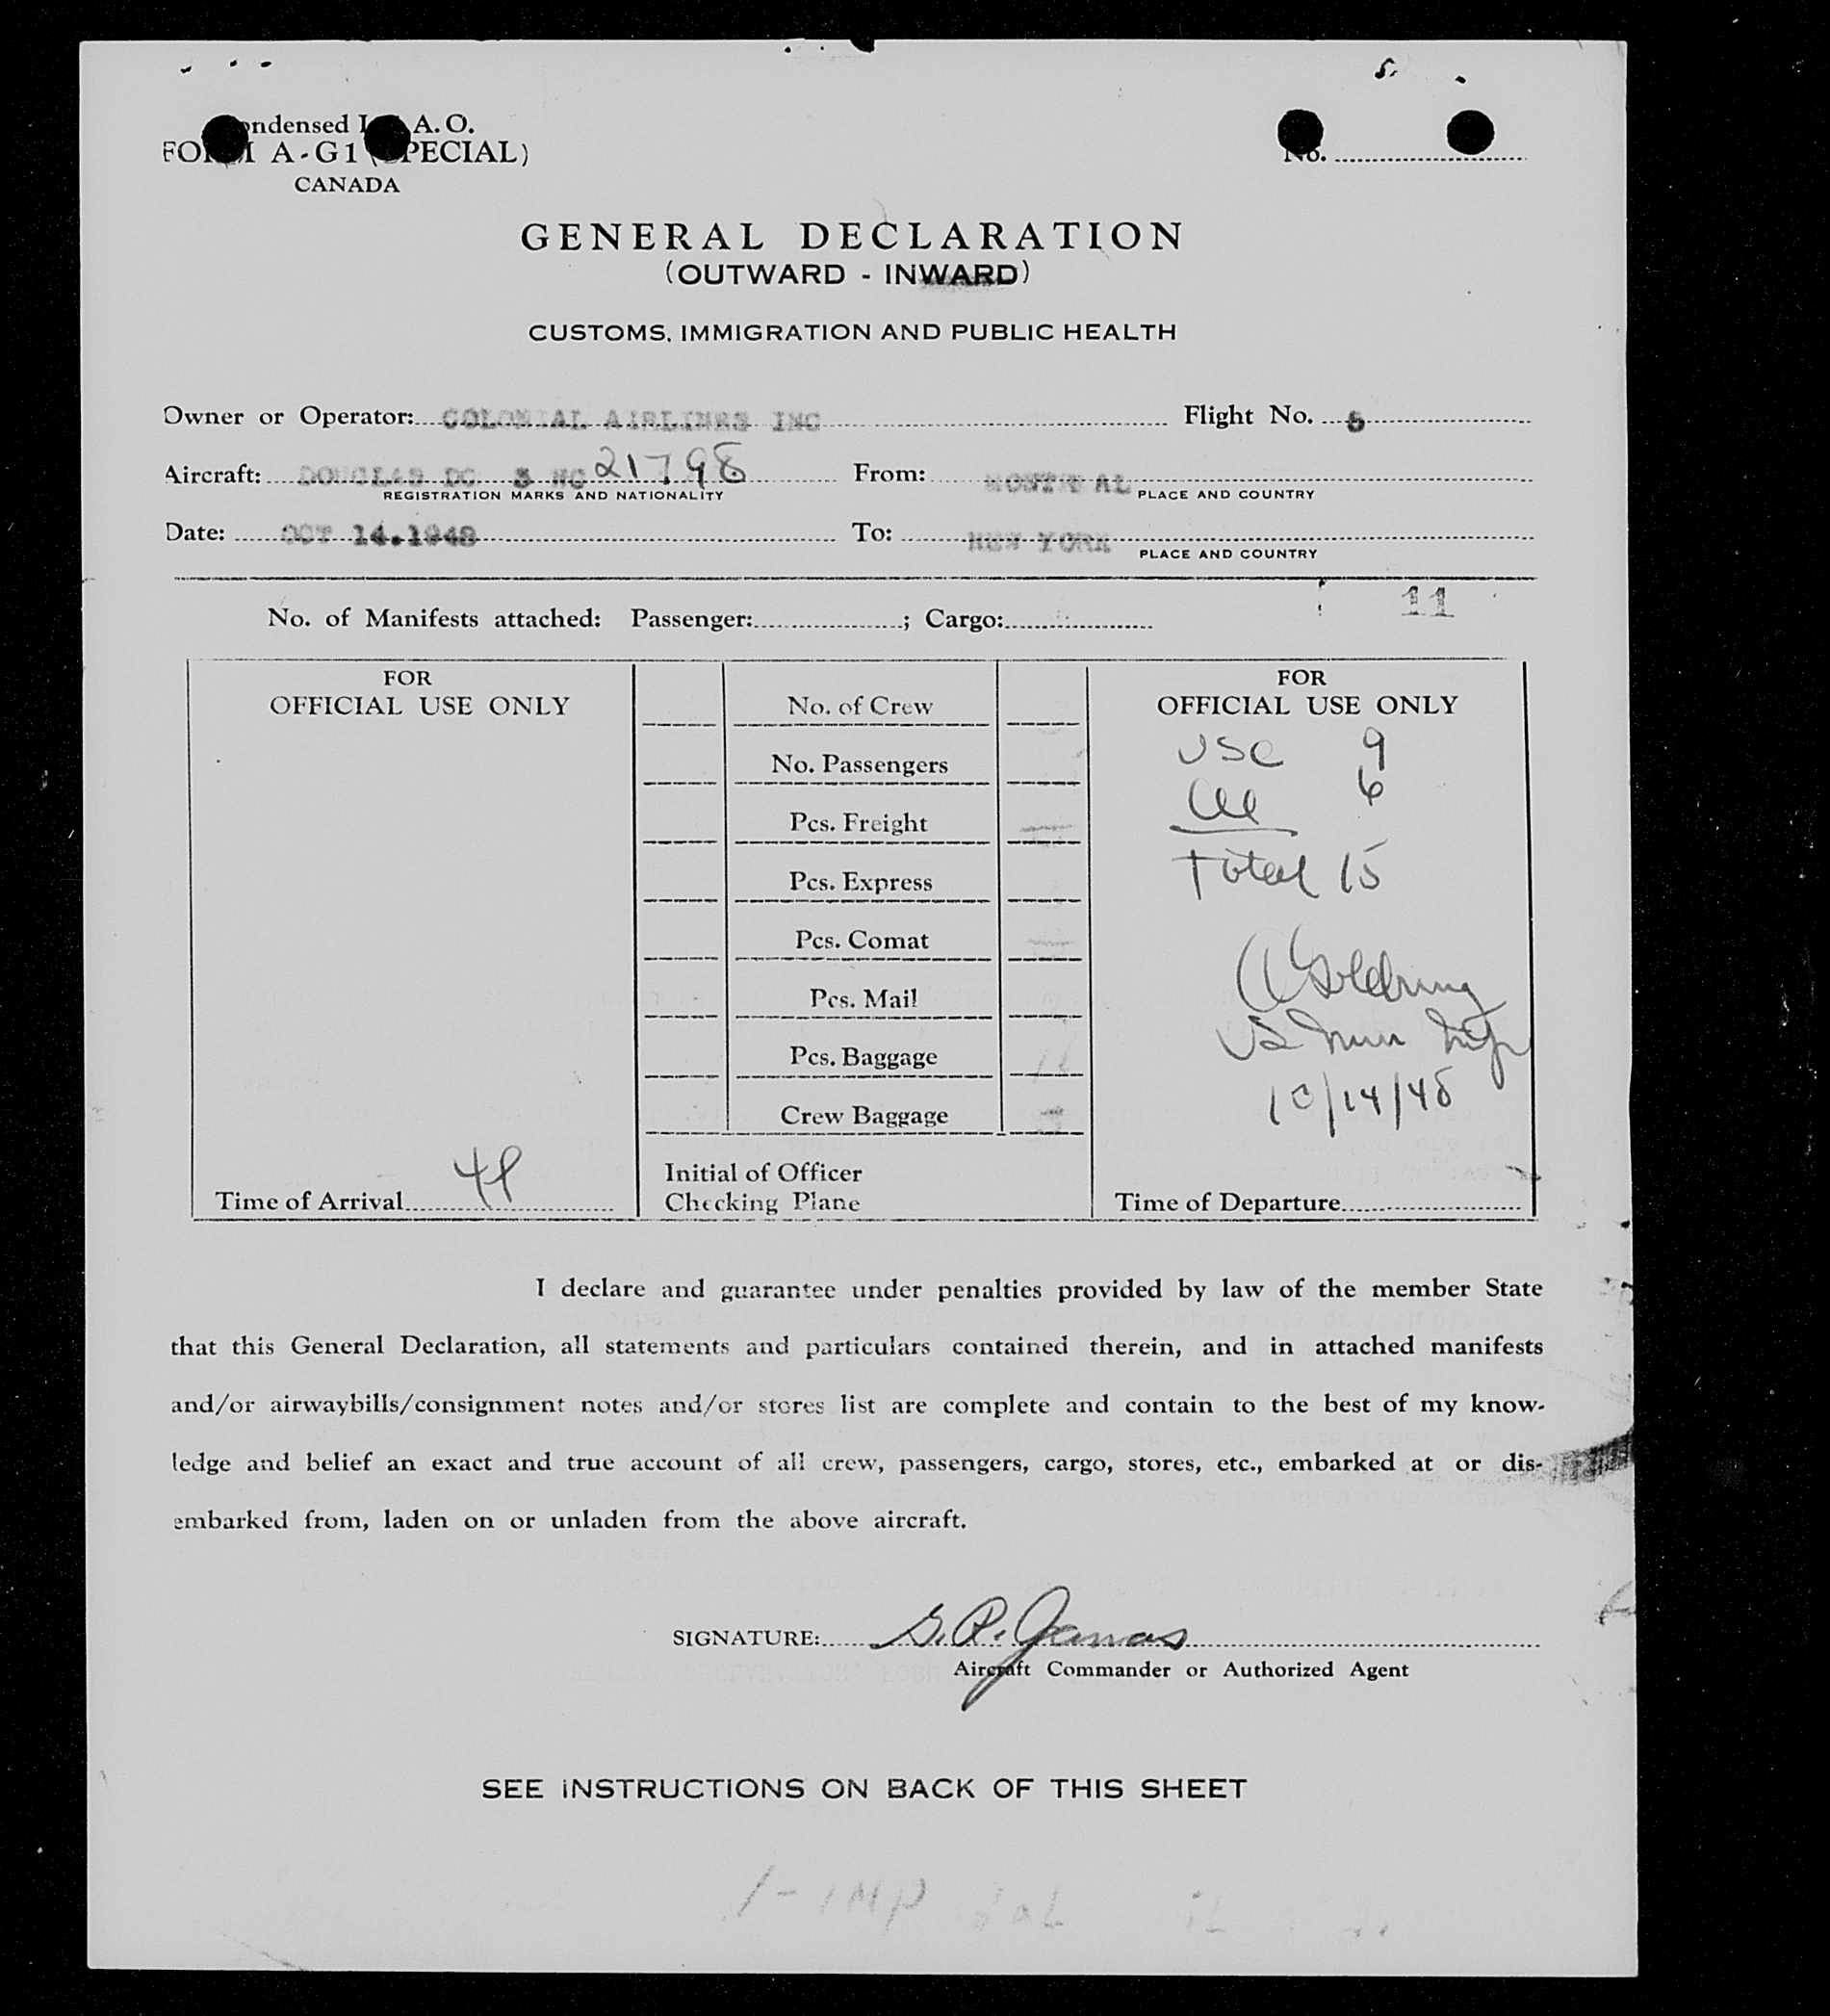 Condensed I. A. O.
FORM A-G1 (SPECIAL)
No.
CANADA
GENERAL DECLARATION
(OUTWARD - INWARD)
CUSTOMS, IMMIGRATION AND PUBLIC HEALTH
Owner or Operator: COLONIAL AIRLINES INC Flight No. 5
Aircraft: DOUGLAS DC 3 NC 21798 From: MONTREAL
REGISTRATION MARKS AND NATIONALITY PLACE AND COUNTRY
Date: OCT 14.1948 To: NEW YORK
PLACE AND COUNTRY
11
No. of Manifests attached: Passenger: ; Cargo:
FOR
OFFICIAL USE ONLY
Time of Arrival 4P
No. of Crew
No. Passengers
Pcs. Freight
Pcs. Express
Pcs. Comat
Pcs. Mail
Pcs. Baggage
Crew Baggage
Initial of Officer
Checking Plane
FOR
OFFICIAL USE ONLY
USC 9
6
Total 15
Goldring
US Imm Insp
10/14/48
Time of Departure
I declare and guarantee under penalties provided by law of the member State
that this General Declaration, all statements and particulars contained therein, and in attached manifests
and/or airwaybills/consignment notes and/or stores list are complete and contain to the best of my know-
ledge and belief an exact and true account of all crew, passengers, cargo, stores, etc., embarked at or dis-
embarked from, laden on or unladen from the above aircraft.
SIGNATURE: S. R. Janas
Aircraft Commander or Authorized Agent
SEE INSTRUCTIONS ON BACK OF THIS SHEET
1 - IMP